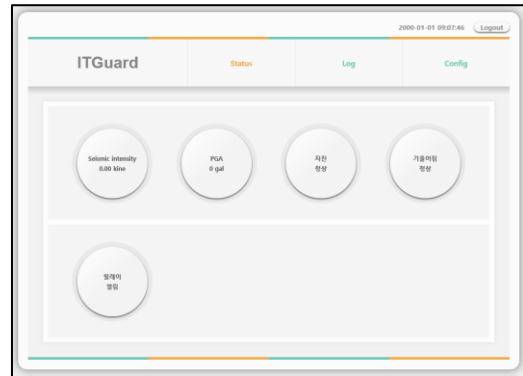 2000-01-01 09:07:46 Logout
ITGuard Status Log Config
Seismic intensity
0.00 kine
PGA
0 gal
지진
정상
기울어짐
정상
릴레이
열림